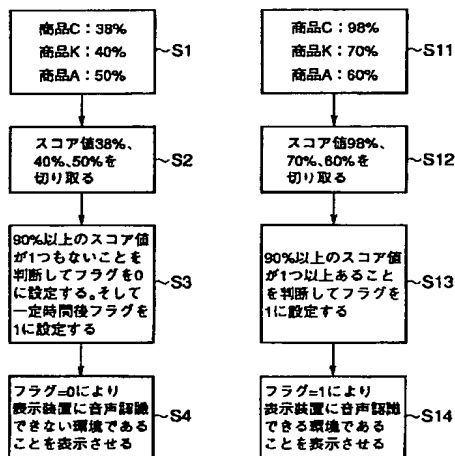 商品C：38%
商品K：40%
商品A：50%
~S1
スコア値38%、
40%、50%を
切り取る
~S2
90%以上のスコア値
が1つもないことを
判断してフラグを0
に設定する。そして
一定時間後フラグを
1に設定する
~S3
フラグ=0により
表示装置に音声認識
できない環境であ
ることを表示させる
~S4
商品C：98%
商品K：70%
商品A：60%
~S11
スコア値98%、
70%、60%を
切り取る
~S12
90%以上のスコア値
が1つ以上あること
を判断してフラグを
1に設定する
~S13
フラグ=1により
表示装置に音声認識
できる環境である
ことを表示させる
~S14